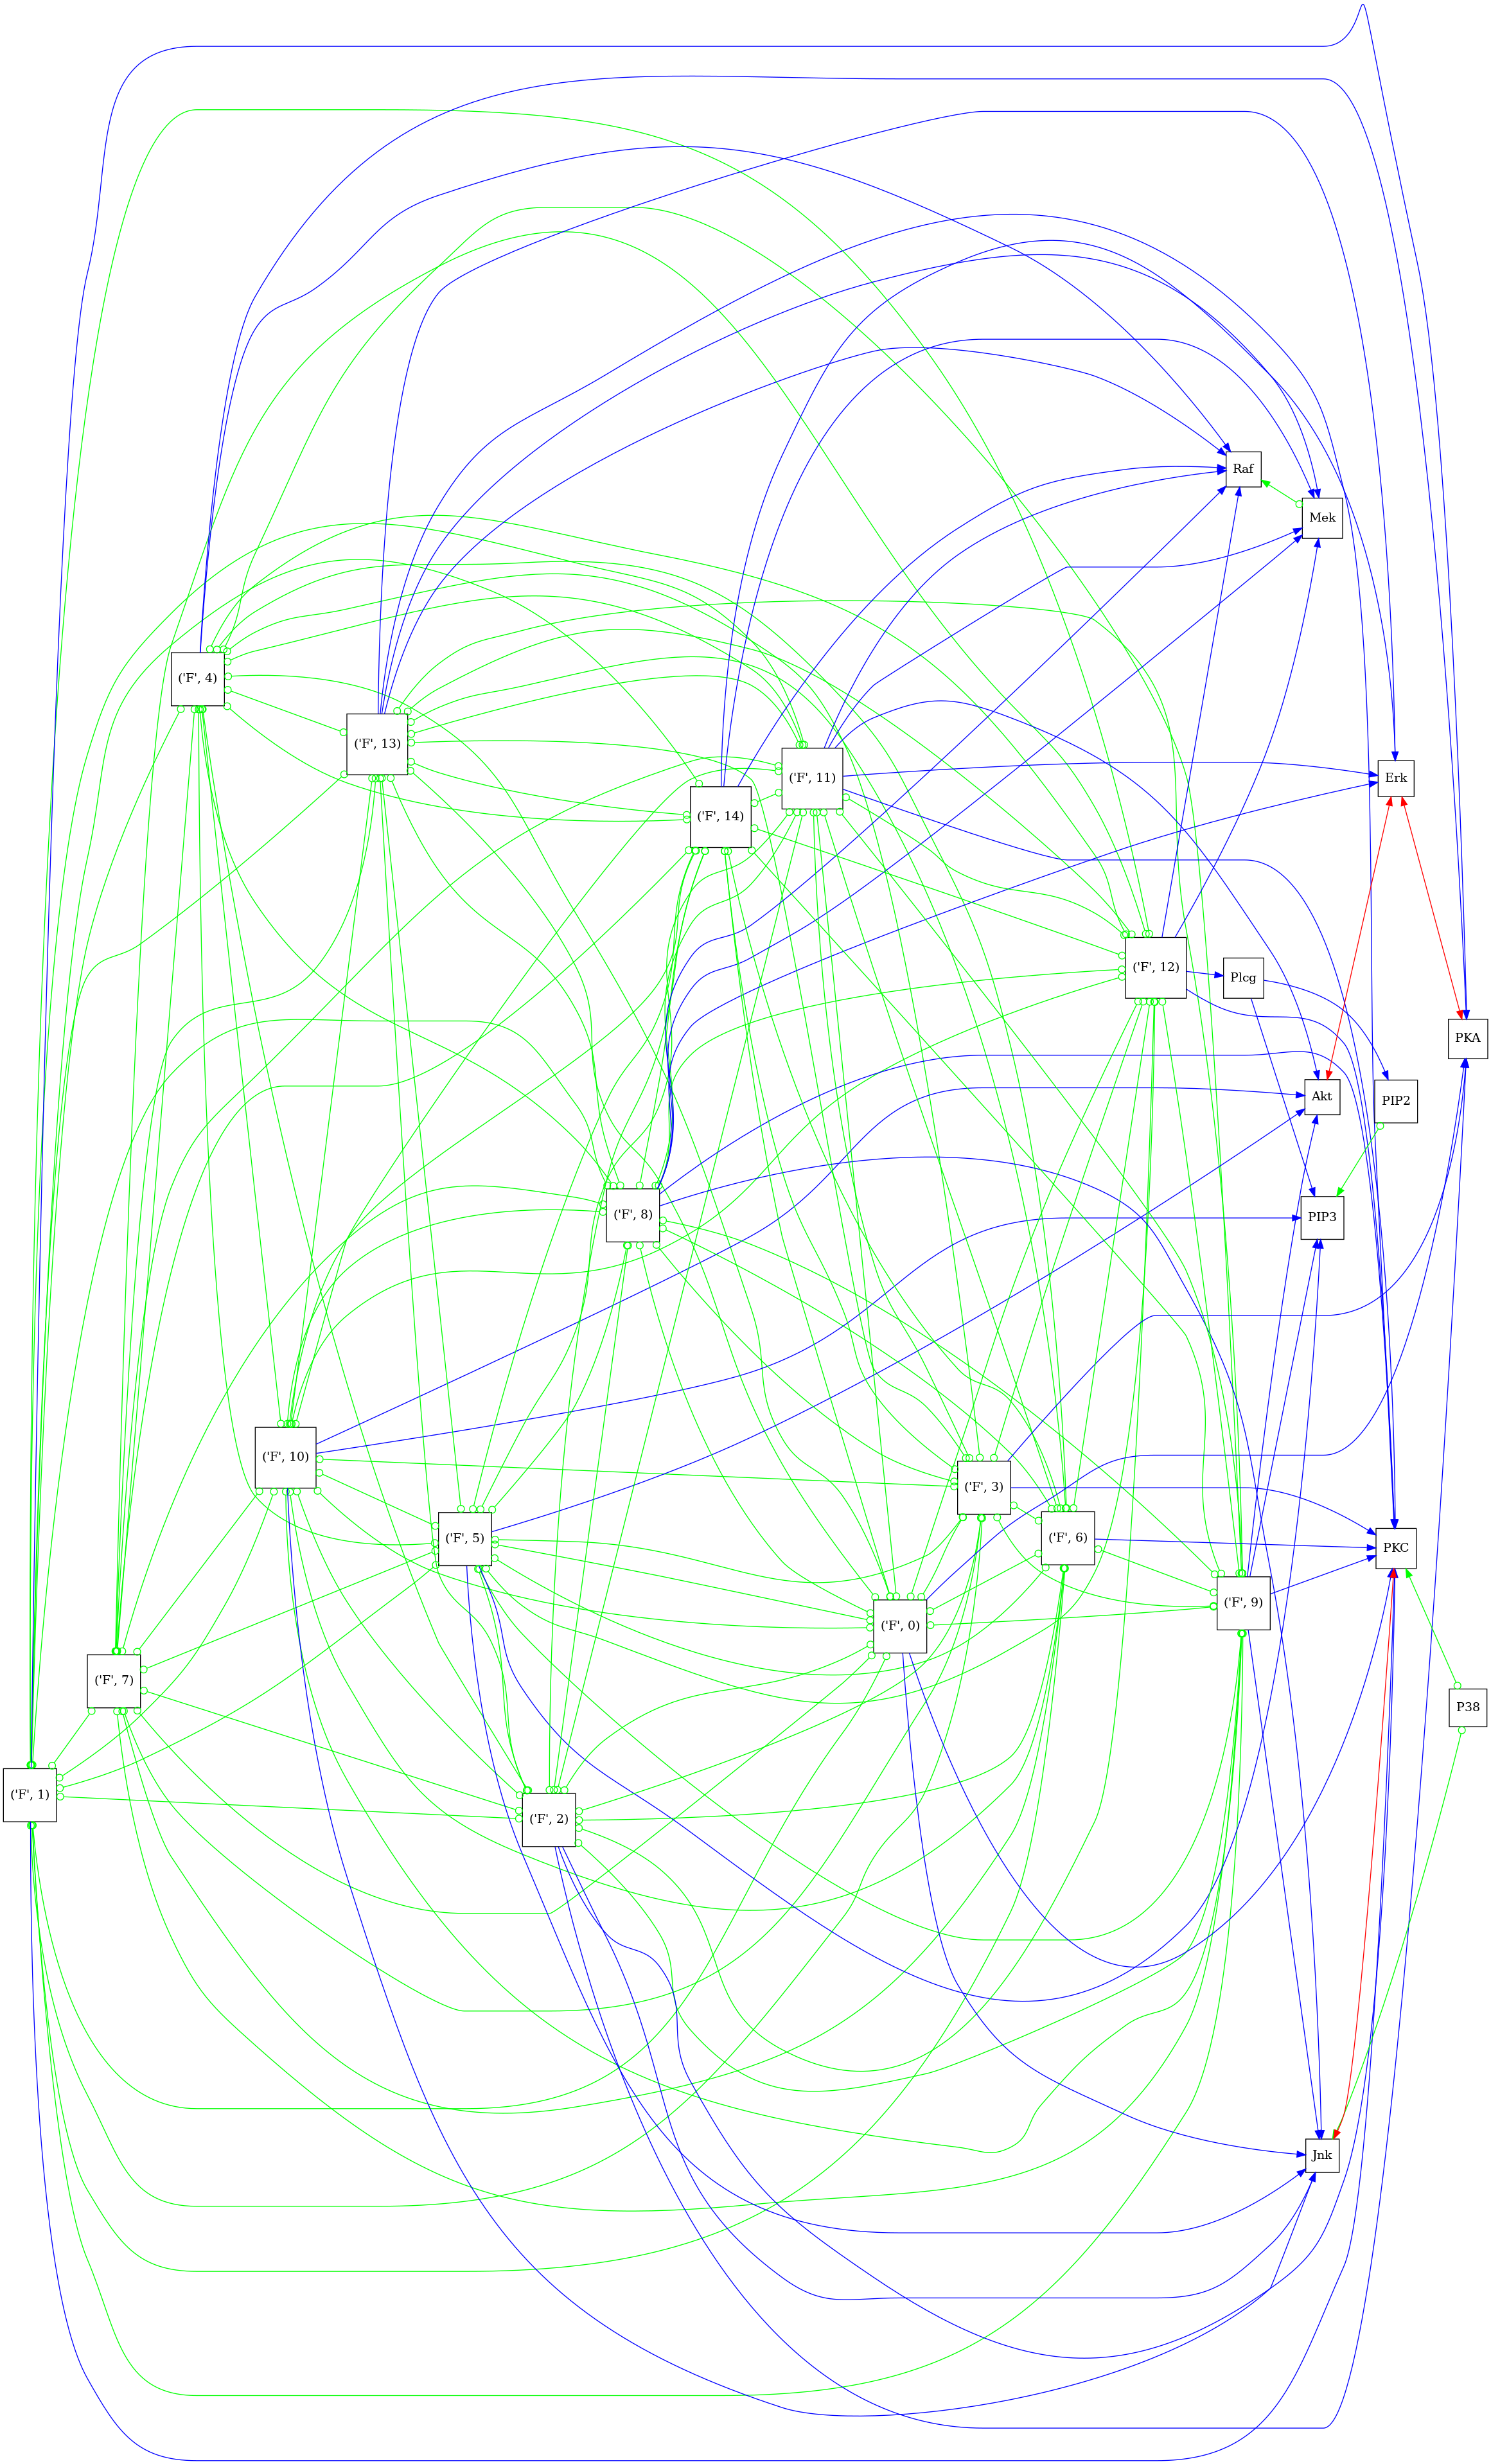 Raf
Mek
('F', 4)
('F', 13)
('F', 11)
Erk
('F', 14)
('F', 12)
Plcg
PKA
Akt
PIP2
('F', 8)
PIP3
('F', 10)
('F', 3)
('F', 5)
('F', 6)
PKC
('F', 9)
('F', 0)
('F', 7)
P38
('F', 1)
('F', 2)
Jnk